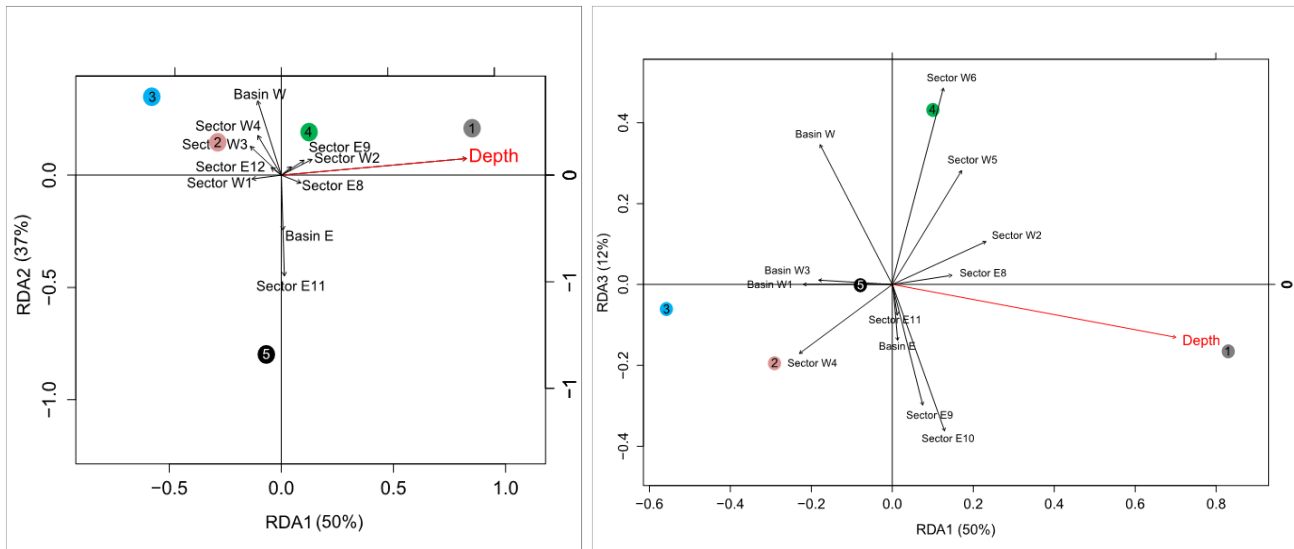 3
Basin W
4
1
Sector W4
2
Sector W3
Sector E9
Sector W2
Depth
Sector E12
Sector W1
Sector E8
Basin E
Sector E11
5
0.0
−0.5
−1.0
RDA2 (37%)
0
−1
−1
−0.5
0.0
0.5
1.0
RDA1 (50%)
Sector W6
4
Basin W
Sector W5
Sector W2
Basin W3
Sector E8
Basin W1
5
3
Sector E11
Depth
Basin E
1
2
Sector W4
Sector E9
Sector E10
0.4
0.2
0.0
−0.2
−0.4
RDA3 (12%)
0
−0.6
−0.4
−0.2
0.0
0.2
0.4
0.6
0.8
RDA1 (50%)